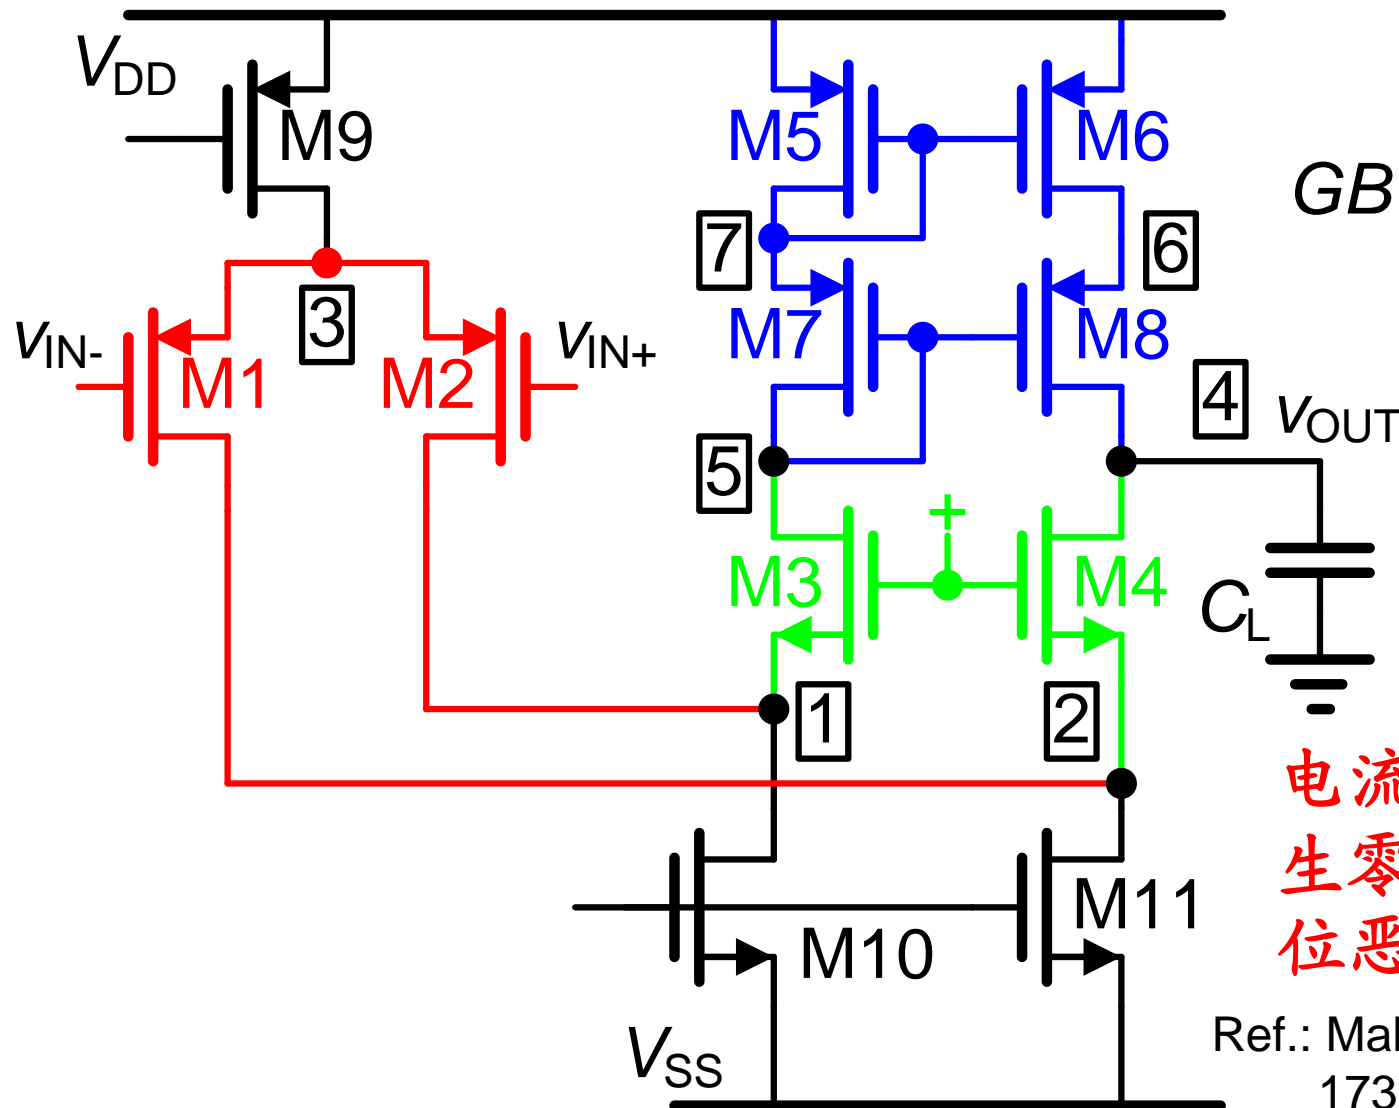 VDD
M9
M5
M6
GB
7
6
3
vIN-
M1
M2
vIN+
M7
M8
4
vOUT
5
+
M3
M4
CL
1
2
电流
生零
位恶
M10
M11
VSS
Ref.: Mal
173